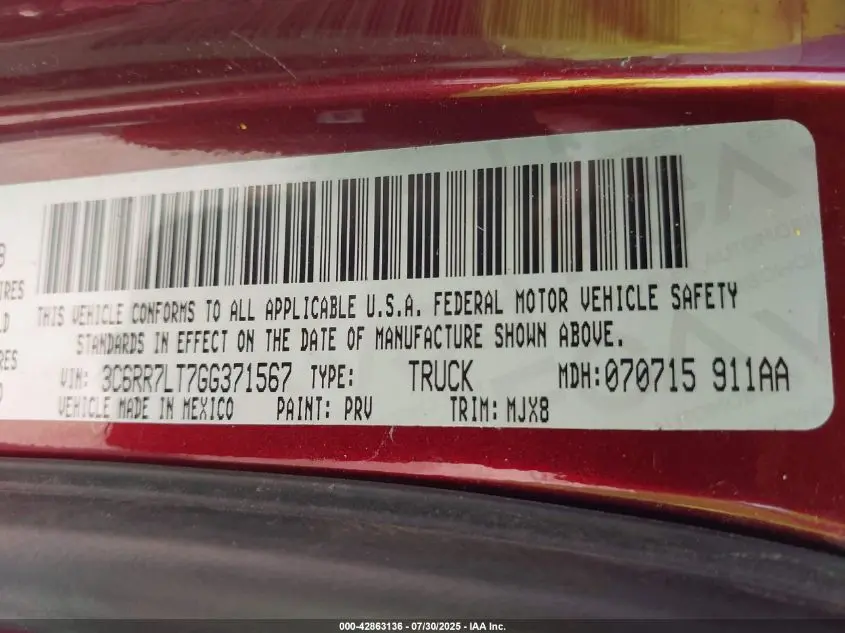 THIS VEHICLE CONFORMS TO ALL APPLICABLE U.S.A. FEDERAL MOTOR VEHICLE SAFETY
STANDARDS IN EFFECT ON THE DATE OF MANUFACTURE SHOWN ABOVE.
VIN: 3C6RR7LT7GG371567 TYPE: TRUCK MDH:070715 911AA
VEHICLE MADE IN MEXICO PAINT: PRV TRIM: MJX8
000-42863136 - 07/30/2025 - IAA Inc.